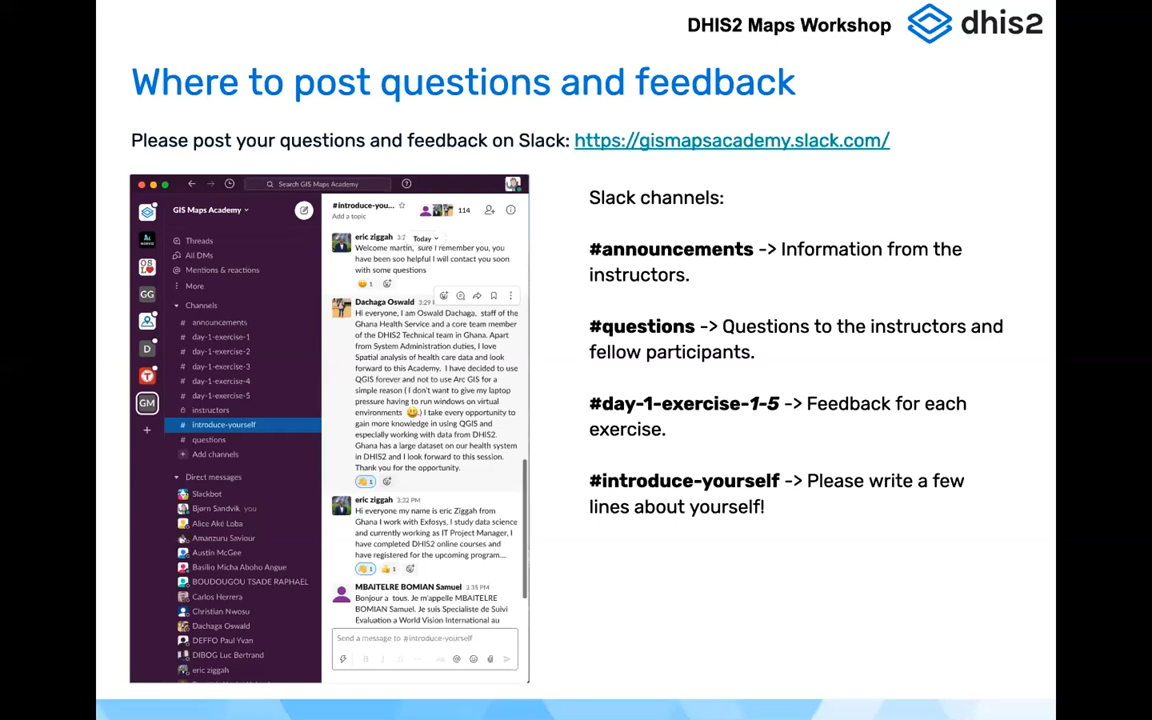 DHIS2 Maps Workshop
dhis2
Where to post questions and feedback
Please post your questions and feedback on Slack: https://gismapsacademy.slack.com/
Search GIS Maps Academy
GIS Maps Academy
Threads
All DMs
Mentions & reactions
More
Channels
# announcements
# day-1-exercise-1
# day-1-exercise-2
# day-1-exercise-3
# day-1-exercise-4
# day-1-exercise-5
instructors
# introduce-yourself
# questions
+ Add channels
Direct messages
Slackbot
Bjørn Sandvik you
Alice Aké Loba
Amanzuru Saviour
Austin McGee
Basilio Micha Aboho Angue
BOUDOUGOU TSADE RAPHAEL
Carlos Herrera
Christian Nwosu
Dachaga Oswald
DEFFO Paul Yvan
DIBOG Luc Bertrand
eric ziggah
GG
D
GM
+
#introduce-you...
Add a topic
114
eric ziggah
Today
Welcome martin, sure I remember you, you
have been soo helpful I will contact you soon
with some questions
1
Dachaga Oswald
Hi everyone, I am Oswald Dachaga, staff of the
Ghana Health Service and a core team member
of the DHIS2 Technical team in Ghana. Apart
from System Administration duties, I love
Spatial analysis of health care data and look
forward to this Academy. I have decided to use
QGIS forever and not to use Arc GIS for a
simple reason ( I don't want to give my laptop
pressure having to run windows on virtual
environments 😀) I take every opportunity to
gain more knowledge in using QGIS and
especially working with data from DHIS2.
Ghana has a large dataset on our health system
in DHIS2 and I look forward to this session.
Thank you for the opportunity.
1
eric ziggah 3:32 PM
Hi everyone my name is eric Ziggah from
Ghana I work with Exfosys, I study data science
and currently working as IT Project Manager, I
have completed DHIS2 online courses and
have registered for the upcoming program....
1 1
MBAITELRE BOMIAN Samuel 3:35 PM
Bonjour a tous. Je m'appelle MBAITELRE
BOMIAN Samuel. Je suis Specialiste de Suivi
Evaluation a World Vision International au
Send a message to #introduce-yourself
Slack channels:
#announcements -> Information from the
instructors.
#questions -> Questions to the instructors and
fellow participants.
#day-1-exercise-1-5 -> Feedback for each
exercise.
#introduce-yourself -> Please write a few
lines about yourself!